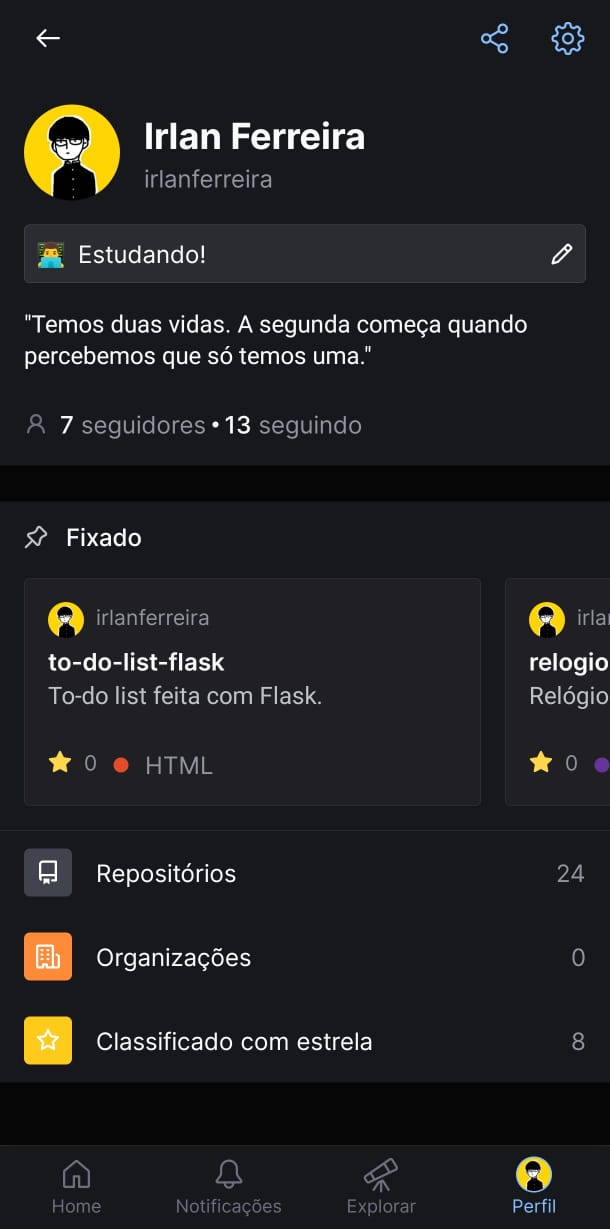 Irlan Ferreira
irlanferreira
Estudando!
"Temos duas vidas. A segunda começa quando
percebemos que só temos uma."
7 seguidores • 13 seguindo
Fixado
irlanferreira
to-do-list-flask
To-do list feita com Flask.
0 HTML
irlan
relogio
Relógio
0
Repositórios 24
Organizações 0
Classificado com estrela 8
Home Notificações Explorar Perfil